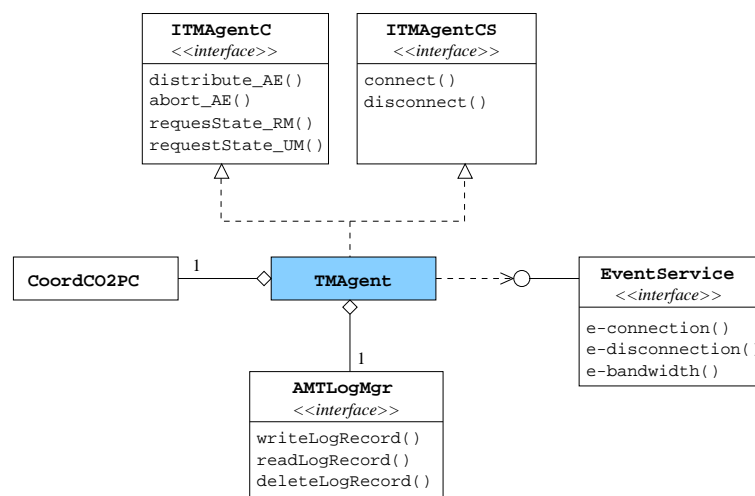 ITMAgentC
<<interface>>
distribute_AE()
abort_AE()
requesState_RM()
requestState_UM()
ITMAgentCS
<<interface>>
connect()
disconnect()
CoordCO2PC
1
TMAgent
EventService
<<interface>>
e-connection()
e-disconnection()
e-bandwidth()
1
AMTLogMgr
<<interface>>
writeLogRecord()
readLogRecord()
deleteLogRecord()